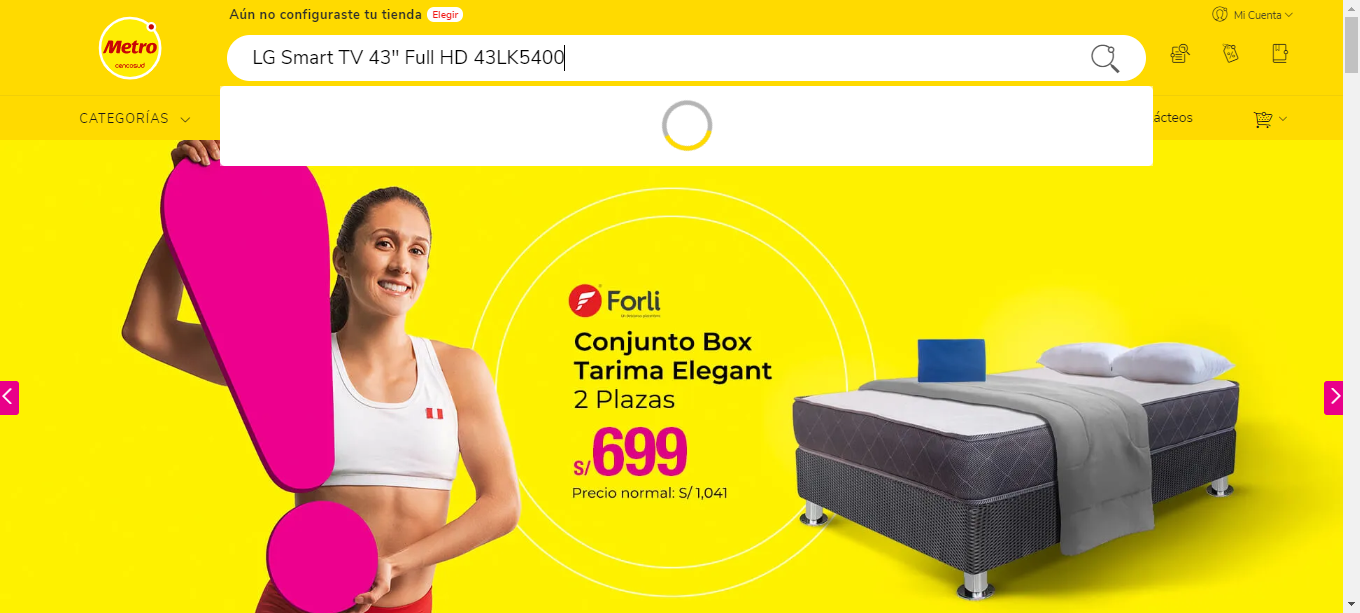 Aún no configuraste tu tienda Elegir
Mi Cuenta
Metro
cencosud
LG Smart TV 43" Full HD 43LK5400
CATEGORÍAS
ácteos
Forli
Conjunto Box
Tarima Elegant
2 Plazas
S/699
Precio normal: S/ 1,041